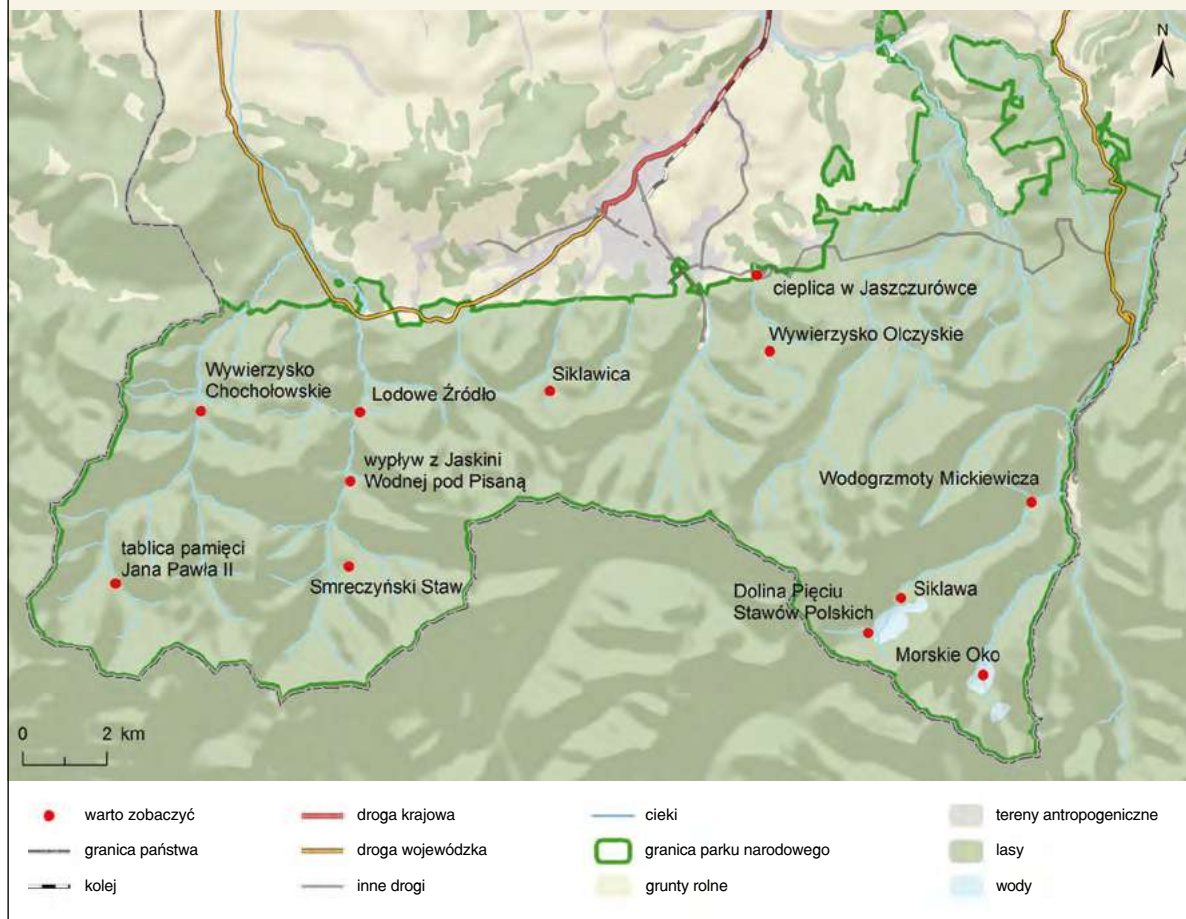 N
cieplica w Jaszczurówce
Wywierzysko Olczyskie
Wywierzysko
Chochołowskie
Siklawica
Lodowe Źródło
wypływ z Jaskini
Wodnej pod Pisaną
Wodogrzmoty Mickiewicza
tablica pamięci
Jana Pawła II
Smreczyński Staw
Dolina Pięciu
Stawów Polskich
Siklawa
Morskie Oko
0 2 km
warto zobaczyć
droga krajowa
cieki
tereny antropogeniczne
granica państwa
droga wojewódzka
granica parku narodowego
lasy
kolej
inne drogi
grunty rolne
wody